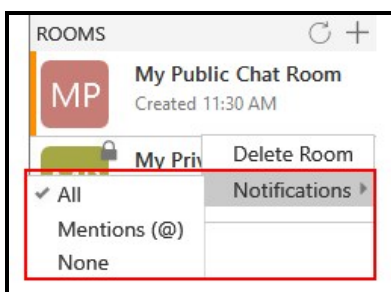 ROOMS
MP
My Public Chat Room
Created 11:30 AM
My Priv
Delete Room
Notifications
All
Mentions (@)
None